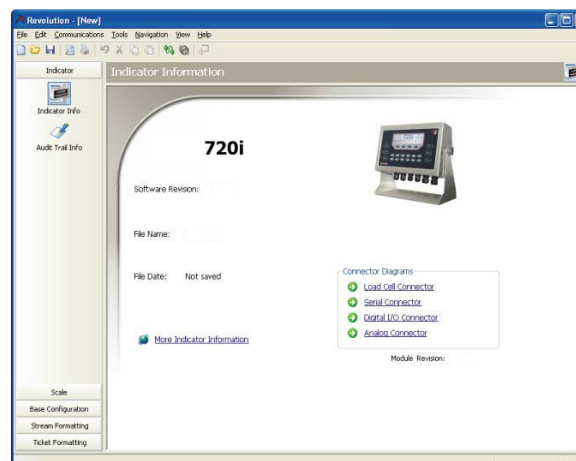 Revolution - [New]
File Edit Communications Tools Navigation View Help
Indicator
Indicator Information
Indicator Info
Audit Trail Info
720i
Software Revision:
File Name:
File Date: Not saved
More Indicator Information
Connector Diagrams
Load Cell Connector
Serial Connector
Digital I/O Connector
Analog Connector
Module Revision:
Scale
Base Configuration
Stream Formatting
Ticket Formatting